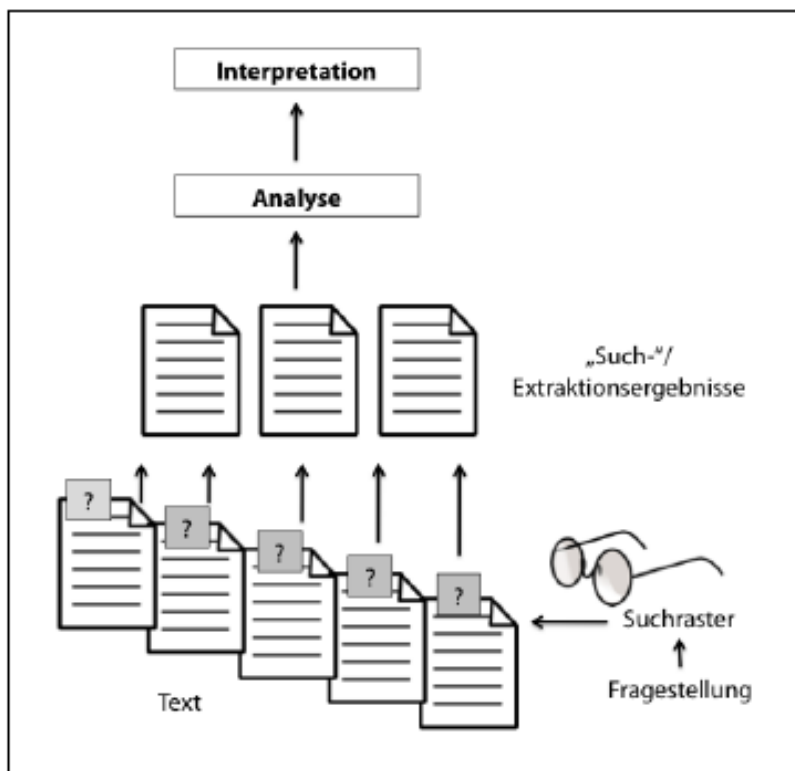 Interpretation
Analyse
„Such-“/
Extraktionsergebnisse
?
?
?
?
?
Suchraster
Fragestellung
Text